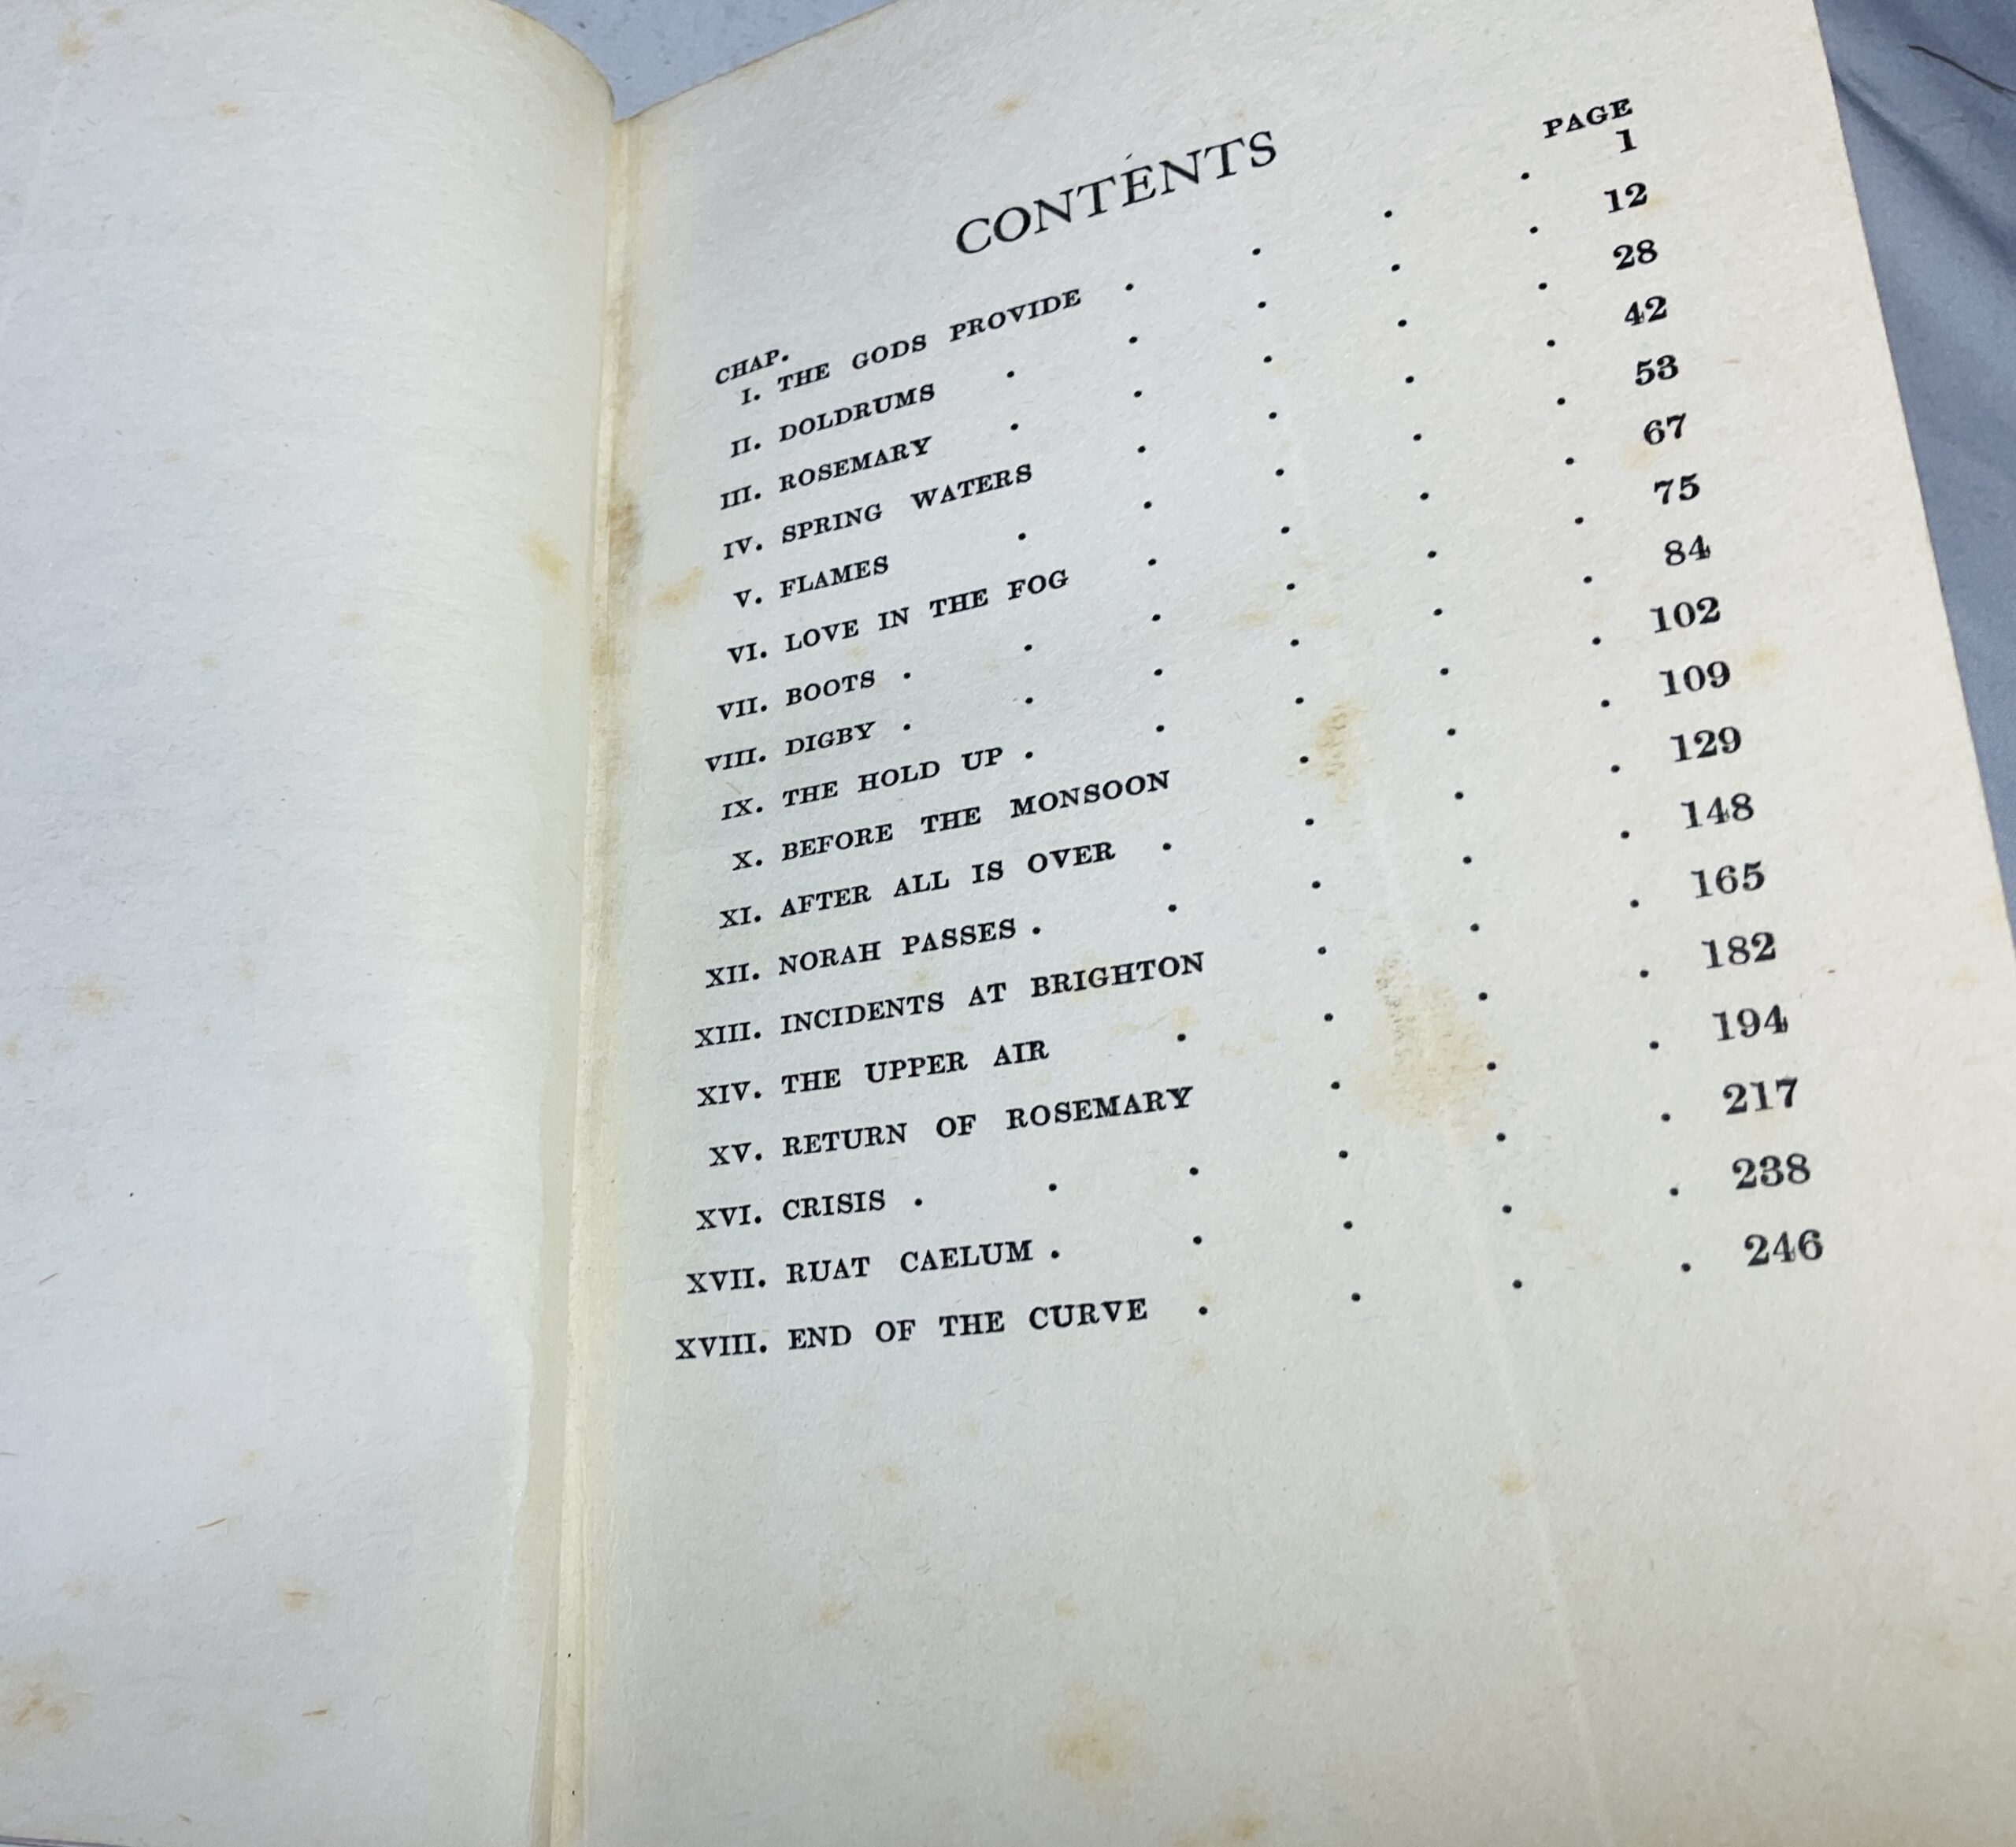 CONTENTS
CHAP. PAGE
I. THE GODS PROVIDE . . . . 1
II. DOLDRUMS . . . . . 12
III. ROSEMARY . . . . . 28
IV. SPRING WATERS . . . . 42
V. FLAMES . . . . . 53
VI. LOVE IN THE FOG . . . . 67
VII. BOOTS . . . . . . 75
VIII. DIGBY . . . . . . 84
IX. THE HOLD UP . . . . . 102
X. BEFORE THE MONSOON . . . 109
XI. AFTER ALL IS OVER . . . . 129
XII. NORAH PASSES . . . . . 148
XIII. INCIDENTS AT BRIGHTON . . . 165
XIV. THE UPPER AIR . . . . 182
XV. RETURN OF ROSEMARY . . . 194
XVI. CRISIS . . . . . . 217
XVII. RUAT CAELUM . . . . . 238
XVIII. END OF THE CURVE . . . . 246